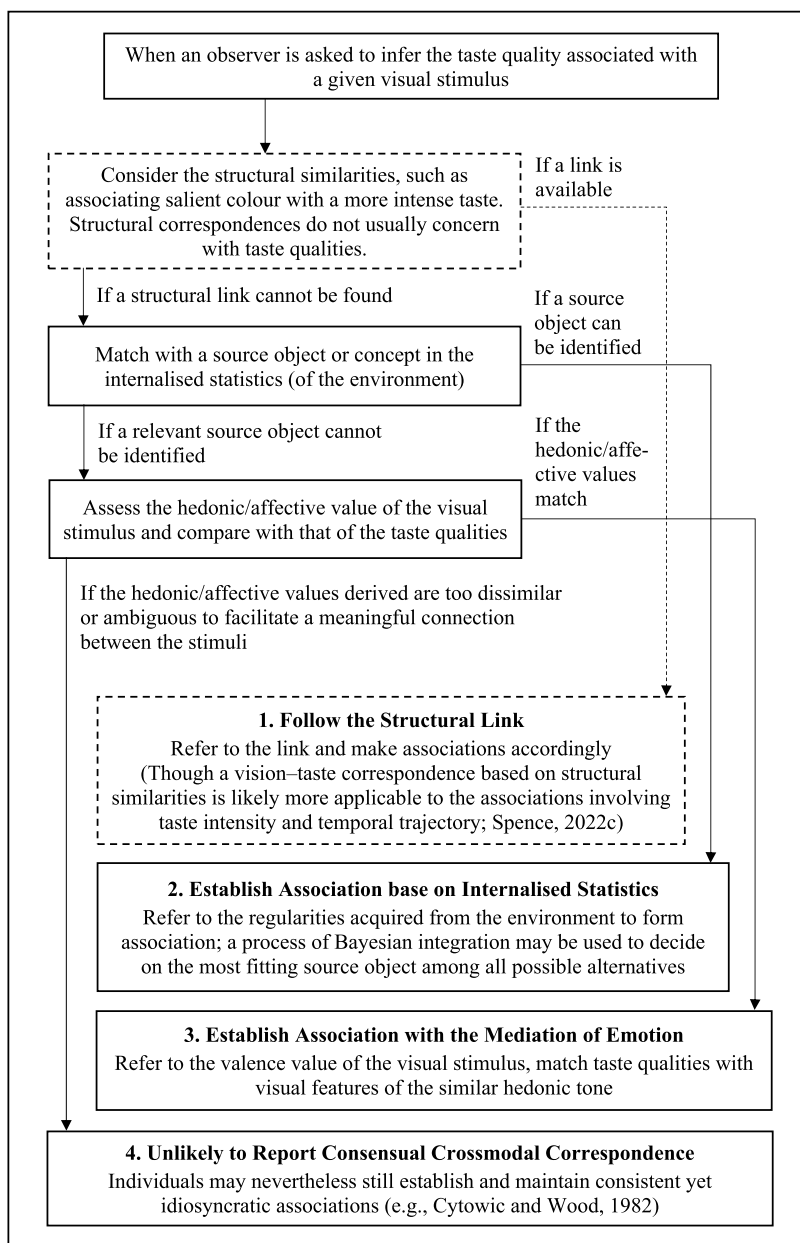 When an observer is asked to infer the taste quality associated with
a given visual stimulus
Consider the structural similarities, such as
associating salient colour with a more intense taste.
Structural correspondences do not usually concern
with taste qualities.
If a link is
available
If a structural link cannot be found
If a source
object can
be identified
Match with a source object or concept in the
internalised statistics (of the environment)
If a relevant source object cannot
be identified
If the
hedonic/affe-
ctive values
match
Assess the hedonic/affective value of the visual
stimulus and compare with that of the taste qualities
If the hedonic/affective values derived are too dissimilar
or ambiguous to facilitate a meaningful connection
between the stimuli
1. Follow the Structural Link
Refer to the link and make associations accordingly
(Though a vision–taste correspondence based on structural
similarities is likely more applicable to the associations involving
taste intensity and temporal trajectory; Spence, 2022c)
2. Establish Association base on Internalised Statistics
Refer to the regularities acquired from the environment to form
association; a process of Bayesian integration may be used to decide
on the most fitting source object among all possible alternatives
3. Establish Association with the Mediation of Emotion
Refer to the valence value of the visual stimulus, match taste qualities with
visual features of the similar hedonic tone
4. Unlikely to Report Consensual Crossmodal Correspondence
Individuals may nevertheless still establish and maintain consistent yet
idiosyncratic associations (e.g., Cytowic and Wood, 1982)